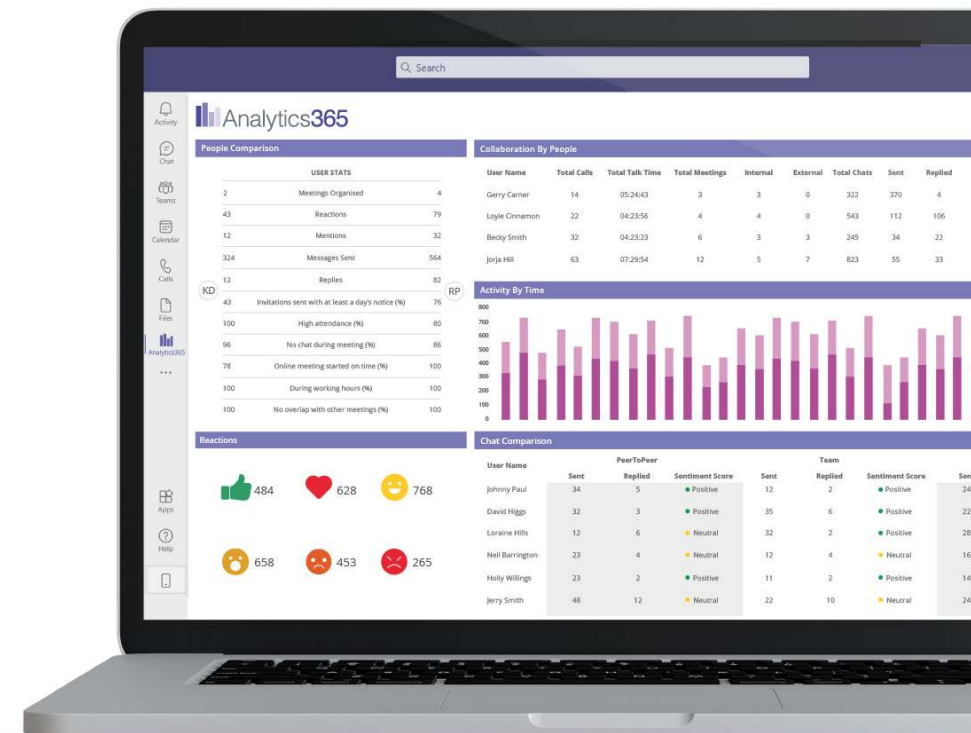 Search
Activity
Chat
Teams
Calendar
Calls
Files
Analytics365
Apps
Help
Analytics365
People Comparison
USER STATS
2 Meetings Organised 4
43 Reactions 79
12 Mentions 32
324 Messages Sent 564
12 Replies 82
KD
RP
43 Invitations sent with at least a day's notice (%) 76
100 High attendance (%) 80
96 No chat during meeting (%) 86
78 Online meeting started on time (%) 100
100 During working hours (%) 100
100 No overlap with other meetings (%) 100
Collaboration By People
User Name Total Calls Total Talk Time Total Meetings Internal External Total Chats Sent Replied
Gerry Carner 14 05:24:43 3 3 0 322 370 4
Loyle Cinnamon 22 04:23:56 4 4 0 543 112 106
Becky Smith 32 04:23:23 6 3 3 245 34 22
Jorja Hill 63 07:29:54 12 5 7 823 55 33
Activity By Time
800
700
600
500
400
300
200
100
0
Reactions
484 628 768
658 453 265
Chat Comparison
PeerToPeer Team
User Name
Sent Replied Sentiment Score Sent Replied Sentiment Score Sen
Johnny Paul 34 5 Positive 12 2 Positive 24
David Higgs 32 3 Positive 35 6 Positive 22
Loraine Hills 12 6 Neutral 32 2 Positive 28
Neil Barrington 23 4 Neutral 12 4 Neutral 16
Holly Willings 23 2 Positive 11 2 Positive 14
Jerry Smith 48 12 Neutral 22 10 Neutral 24